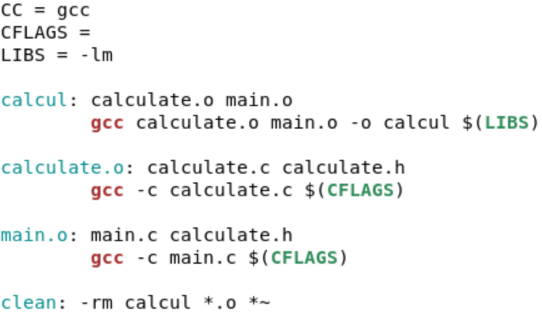 CC = gcc
CFLAGS =
LIBS = -lm
calcul: calculate.o main.o
gcc calculate.o main.o -o calcul $(LIBS)
calculate.o: calculate.c calculate.h
gcc -c calculate.c $(CFLAGS)
main.o: main.c calculate.h
gcc -c main.c $(CFLAGS)
clean: -rm calcul *.o *~